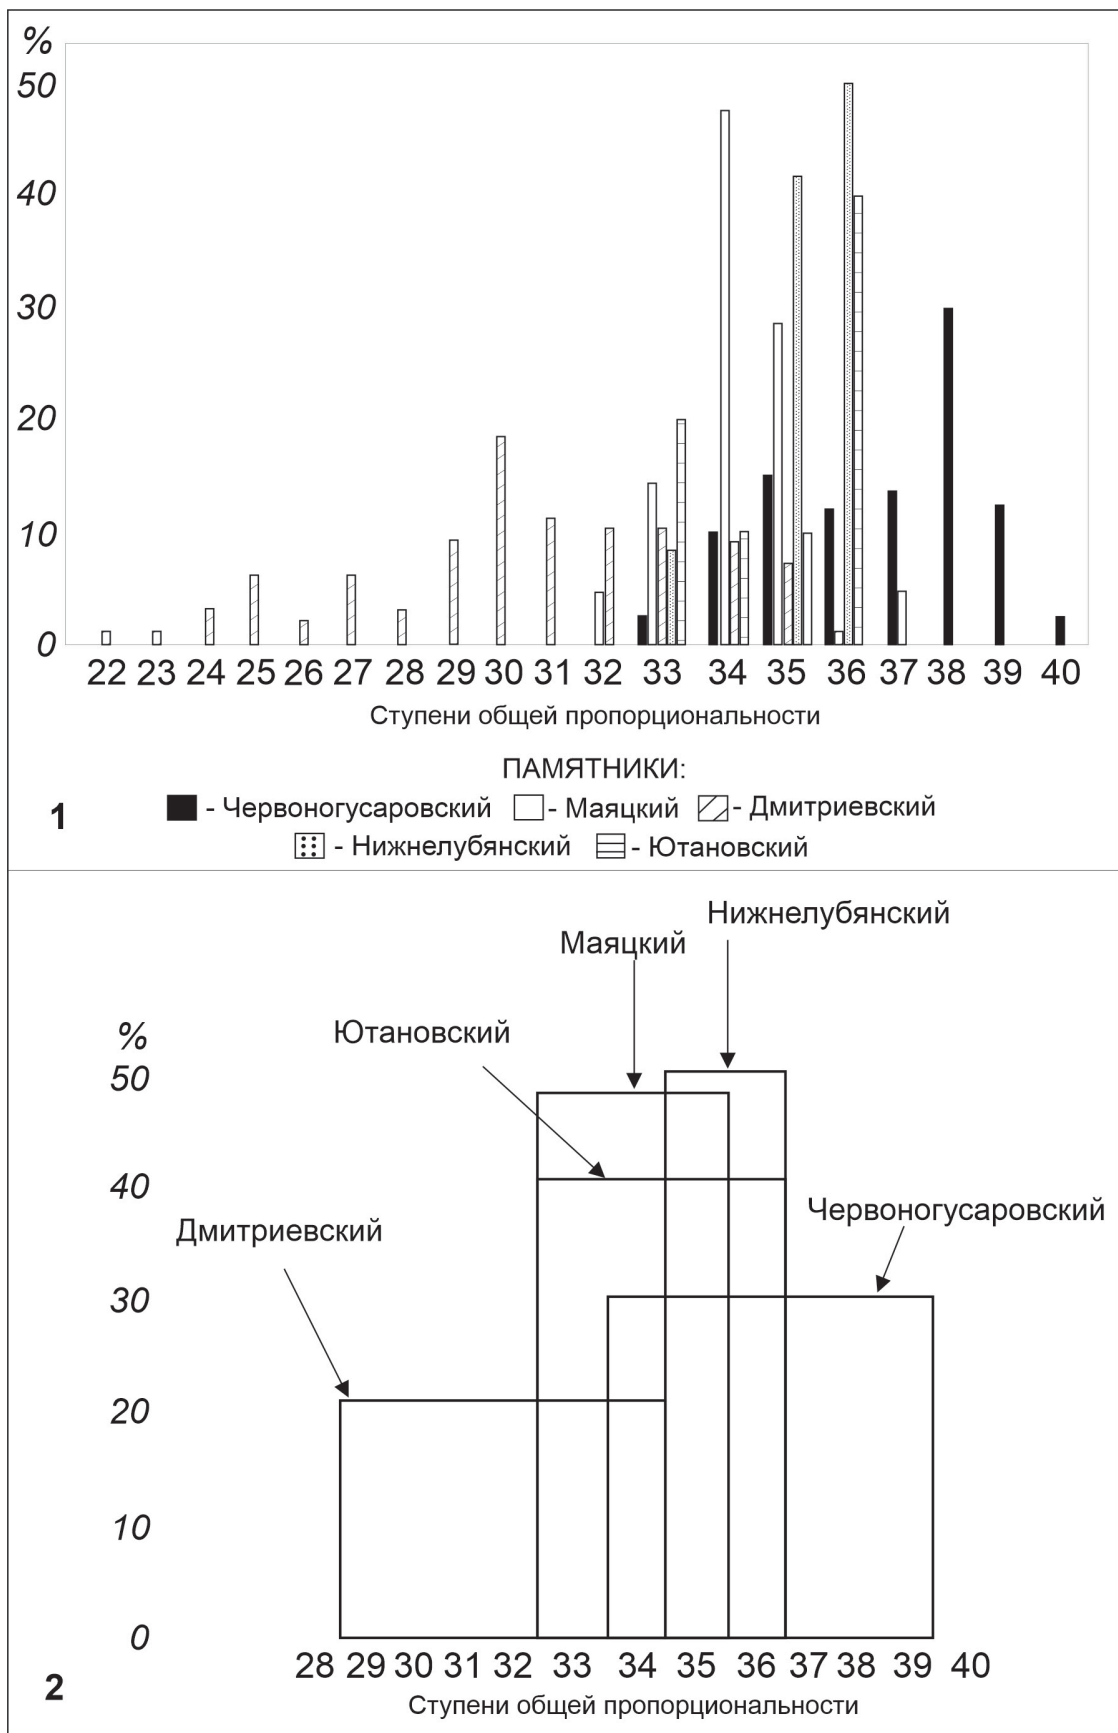 %
50
40
30
20
10
0
22 23 24 25 26 27 28 29 30 31 32 33 34 35 36 37 38 39 40
Ступени общей пропорциональности
ПАМЯТНИКИ:
1
- Червоногусаровский - Маяцкий - Дмитриевский
- Нижнелубянский - Ютановский
Нижнелубянский
Маяцкий
Ютановский
%
50
40
Червоногусаровский
Дмитриевский
30
20
10
0
28 29 30 31 32 33 34 35 36 37 38 39 40
2
Ступени общей пропорциональности